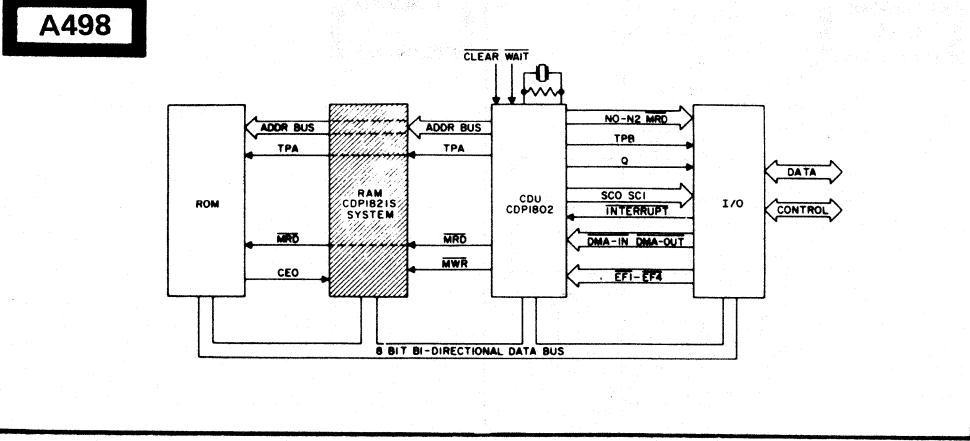 A498
CLEAR WAIT
ADDR BUS
ADDR BUS
NO-N2 MRD
TPA
TPA
TPB
Q
ROM
RAM
CDP1821S
SYSTEM
CDU
CDP1802
SCO SCI
INTERRUPT
I/O
DATA
CONTROL
MRD
MRD
DMA-IN DMA-OUT
MWR
CEO
EF1-EF4
8 BIT BI-DIRECTIONAL DATA BUS